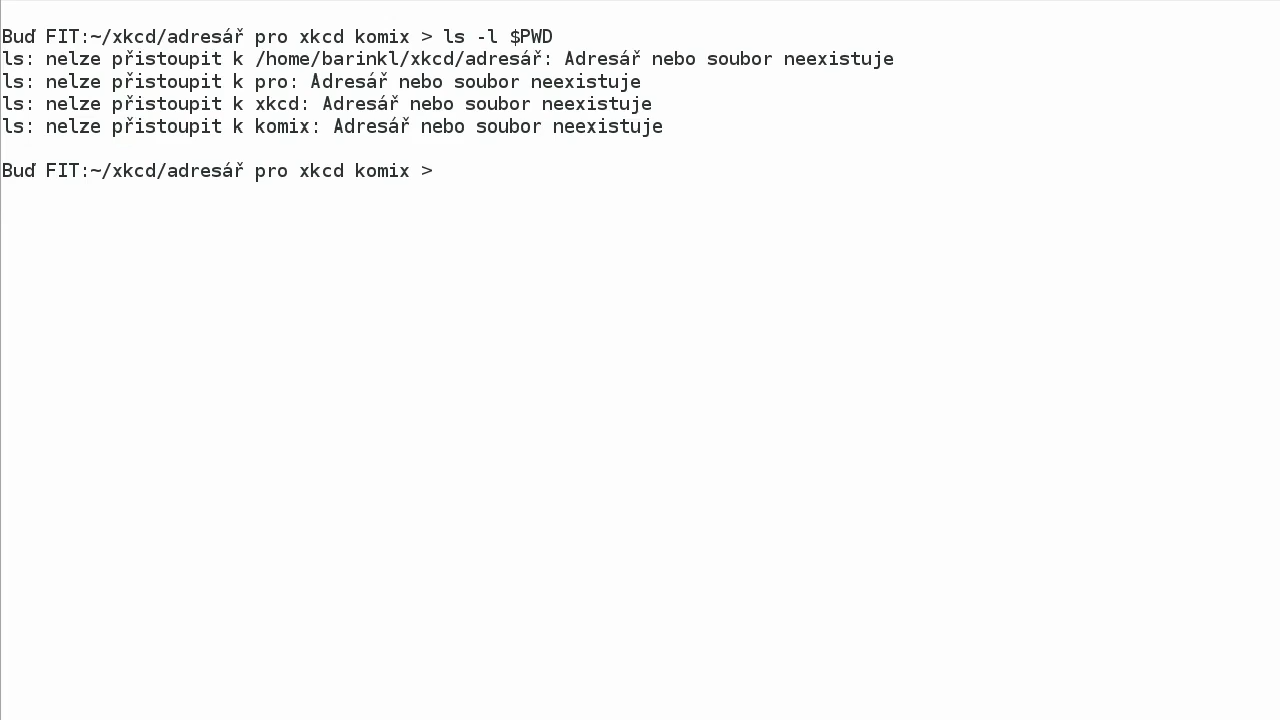 Buď FIT:~/xkcd/adresář pro xkcd komix > ls -l $PWD
ls: nelze přistoupit k /home/barinkl/xkcd/adresář: Adresář nebo soubor neexistuje
ls: nelze přistoupit k pro: Adresář nebo soubor neexistuje
ls: nelze přistoupit k xkcd: Adresář nebo soubor neexistuje
ls: nelze přistoupit k komix: Adresář nebo soubor neexistuje
Buď FIT:~/xkcd/adresář pro xkcd komix >